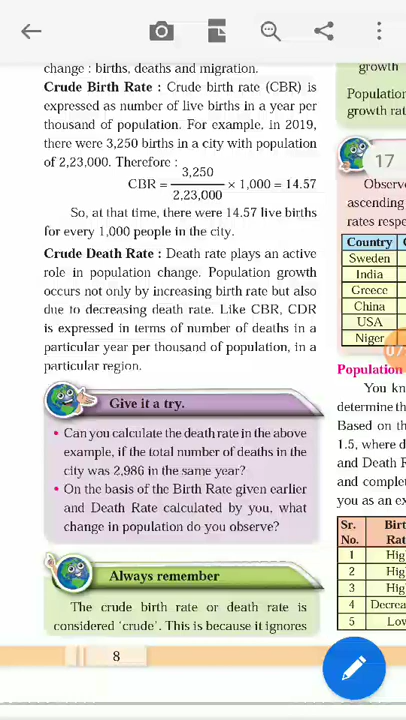 change : births, deaths and migration.
Crude Birth Rate : Crude birth rate (CBR) is
expressed as number of live births in a year per
thousand of population. For example, in 2019,
there were 3,250 births in a city with population
of 2,23,000. Therefore :
CBR = 3,250 / 2,23,000 × 1,000 = 14.57
So, at that time, there were 14.57 live births
for every 1,000 people in the city.
Crude Death Rate : Death rate plays an active
role in population change. Population growth
occurs not only by increasing birth rate but also
due to decreasing death rate. Like CBR, CDR
is expressed in terms of number of deaths in a
particular year per thousand of population, in a
particular region.
Give it a try.
• Can you calculate the death rate in the above
example, if the total number of deaths in the
city was 2,986 in the same year?
• On the basis of the Birth Rate given earlier
and Death Rate calculated by you, what
change in population do you observe?
Always remember
The crude birth rate or death rate is
considered 'crude'. This is because it ignores
8
growth
Population
growth rat
17
Observe
ascending
rates respe
Country
Sweden
India
Greece
China
USA
Niger
07
Population
You kn
determine th
Based on th
1.5, where d
and Death R
and complet
you as an ex
Sr. No. Birt Rat
1 Hig
2 Hig
3 Hig
4 Decrea
5 Lov